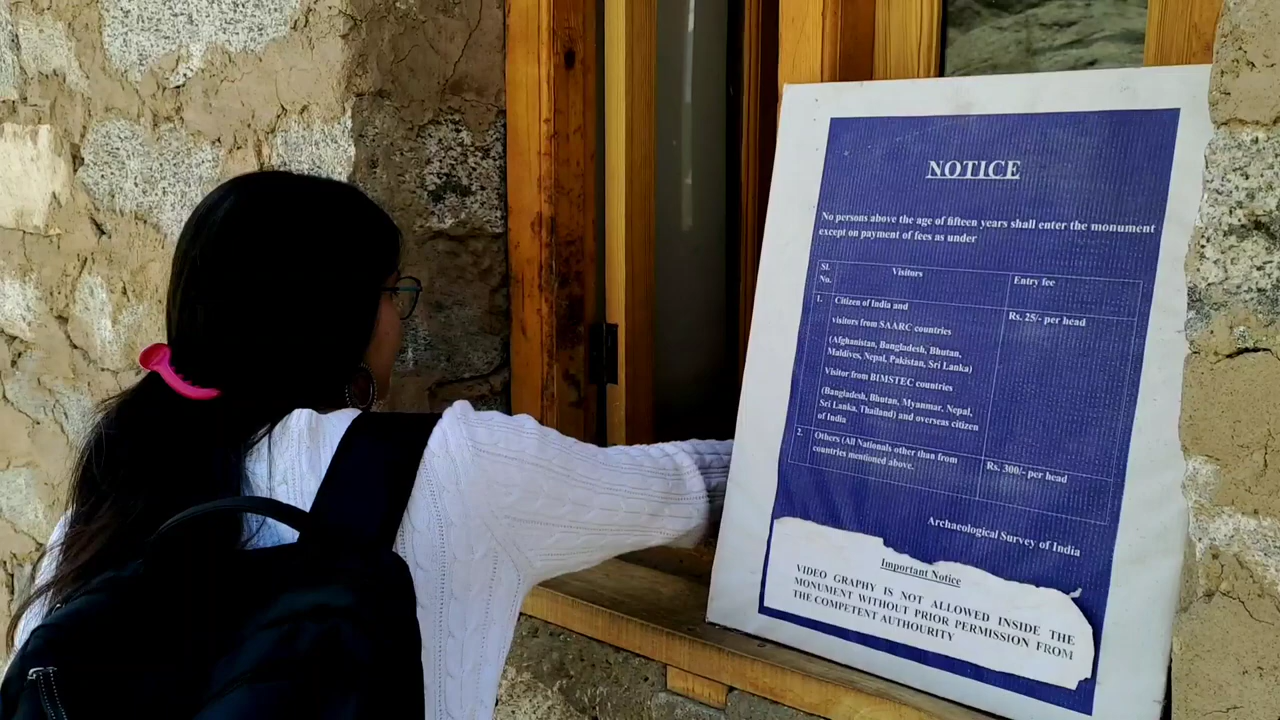 NOTICE
No persons above the age of fifteen years shall enter the monument
except on payment of fees as under
Sl. No. Visitors Entry fee
1. Citizen of India and Rs. 25/- per head
visitors from SAARC countries
(Afghanistan, Bangladesh, Bhutan,
Maldives, Nepal, Pakistan, Sri Lanka)
Visitor from BIMSTEC countries
(Bangladesh, Bhutan, Myanmar, Nepal,
Sri Lanka, Thailand) and overseas citizen
of India
2. Others (All Nationals other than from Rs. 300/- per head
countries mentioned above.
Archaeological Survey of India
Important Notice
VIDEO GRAPHY IS NOT ALLOWED INSIDE THE
MONUMENT WITHOUT PRIOR PERMISSION FROM
THE COMPETENT AUTHOURITY